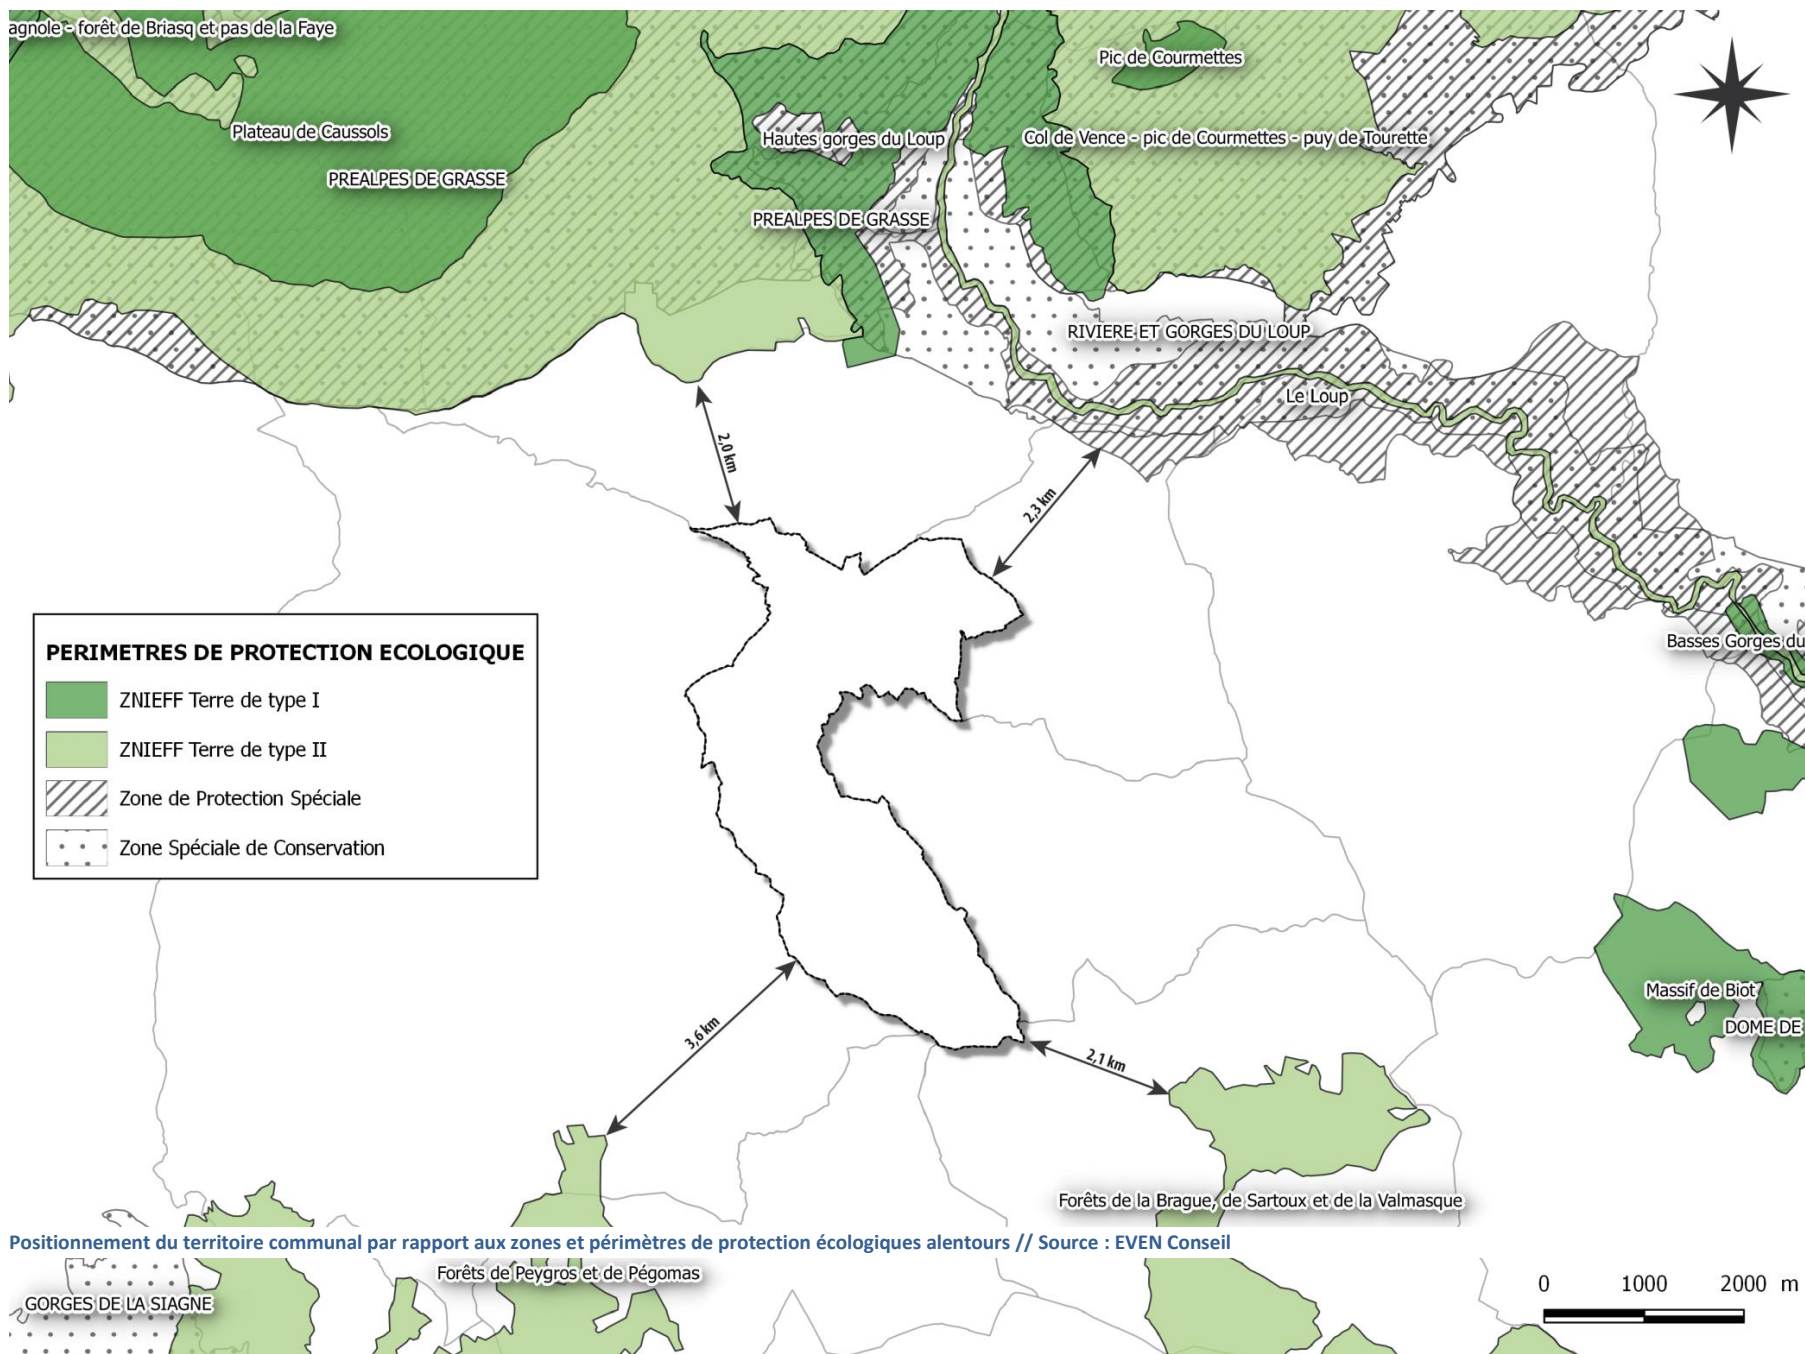 agnole - forêt de Briasq et pas de la Faye
Pic de Courmettes
Plateau de Caussols
Hautes gorges du Loup
Col de Vence - pic de Courmettes - puy de Tourette
PREALPES DE GRASSE
PREALPES DE GRASSE
RIVIERE ET GORGES DU LOUP
Le Loup
2,0 km
2,3 km
Basses Gorges du
PERIMETRES DE PROTECTION ECOLOGIQUE
ZNIEFF Terre de type I
ZNIEFF Terre de type II
Zone de Protection Spéciale
Zone Spéciale de Conservation
Massif de Biot
DOME DE
3,6 km
2,1 km
Forêts de la Brague, de Sartoux et de la Valmasque
Positionnement du territoire communal par rapport aux zones et périmètres de protection écologiques alentours // Source : EVEN Conseil
Forêts de Peygros et de Pégomas
GORGES DE LA SIAGNE
0 1000 2000 m